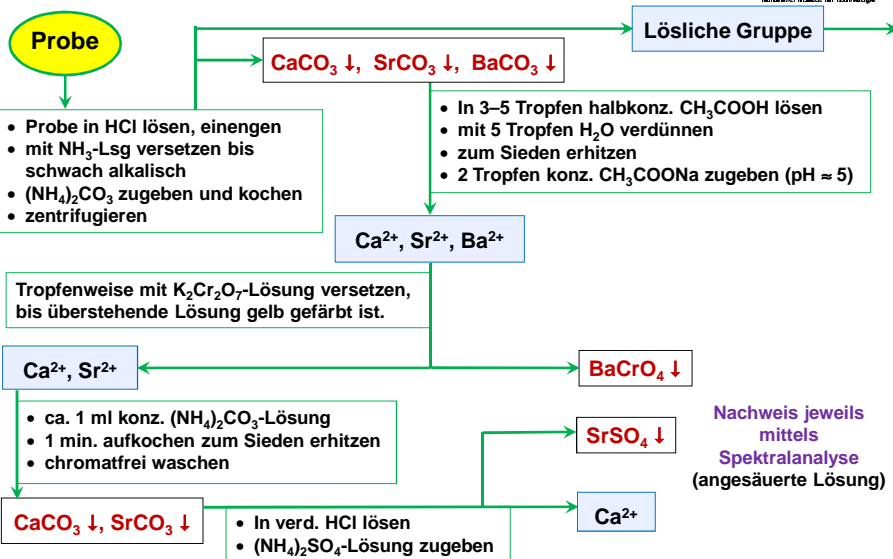 Probe
Lösliche Gruppe
CaCO₃ ↓, SrCO₃ ↓, BaCO₃ ↓
• Probe in HCl lösen, einengen
• mit NH₃-Lsg versetzen bis
schwach alkalisch
• (NH₄)₂CO₃ zugeben und kochen
• zentrifugieren
• In 3–5 Tropfen halbkonz. CH₃COOH lösen
• mit 5 Tropfen H₂O verdünnen
• zum Sieden erhitzen
• 2 Tropfen konz. CH₃COONa zugeben (pH ≈ 5)
Ca²⁺, Sr²⁺, Ba²⁺
Tropfenweise mit K₂Cr₂O₇-Lösung versetzen,
bis überstehende Lösung gelb gefärbt ist.
Ca²⁺, Sr²⁺
BaCrO₄ ↓
• ca. 1 ml konz. (NH₄)₂CO₃-Lösung
• 1 min. aufkochen zum Sieden erhitzen
• chromatfrei waschen
SrSO₄ ↓
Nachweis jeweils
mittels
Spektralanalyse
(angesäuerte Lösung)
CaCO₃ ↓, SrCO₃ ↓
• In verd. HCl lösen
• (NH₄)₂SO₄-Lösung zugeben
Ca²⁺